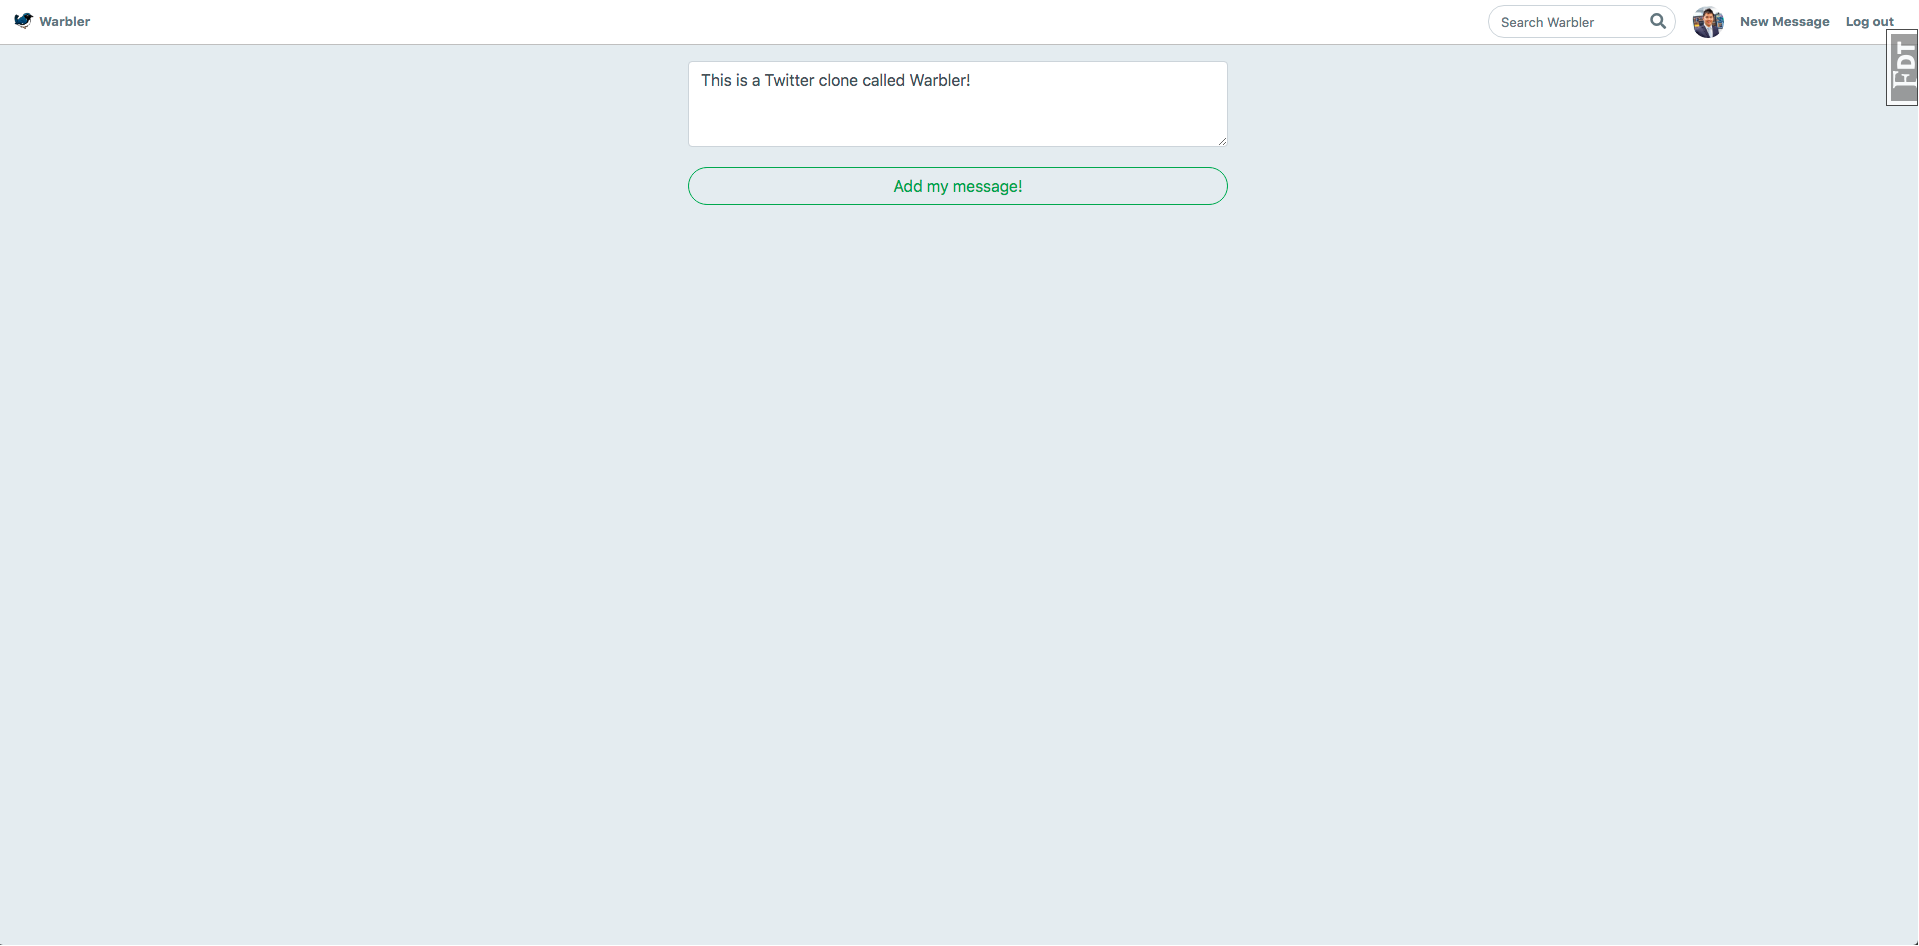 Warbler
Search Warbler
New Message
Log out
FDT
This is a Twitter clone called Warbler!
Add my message!